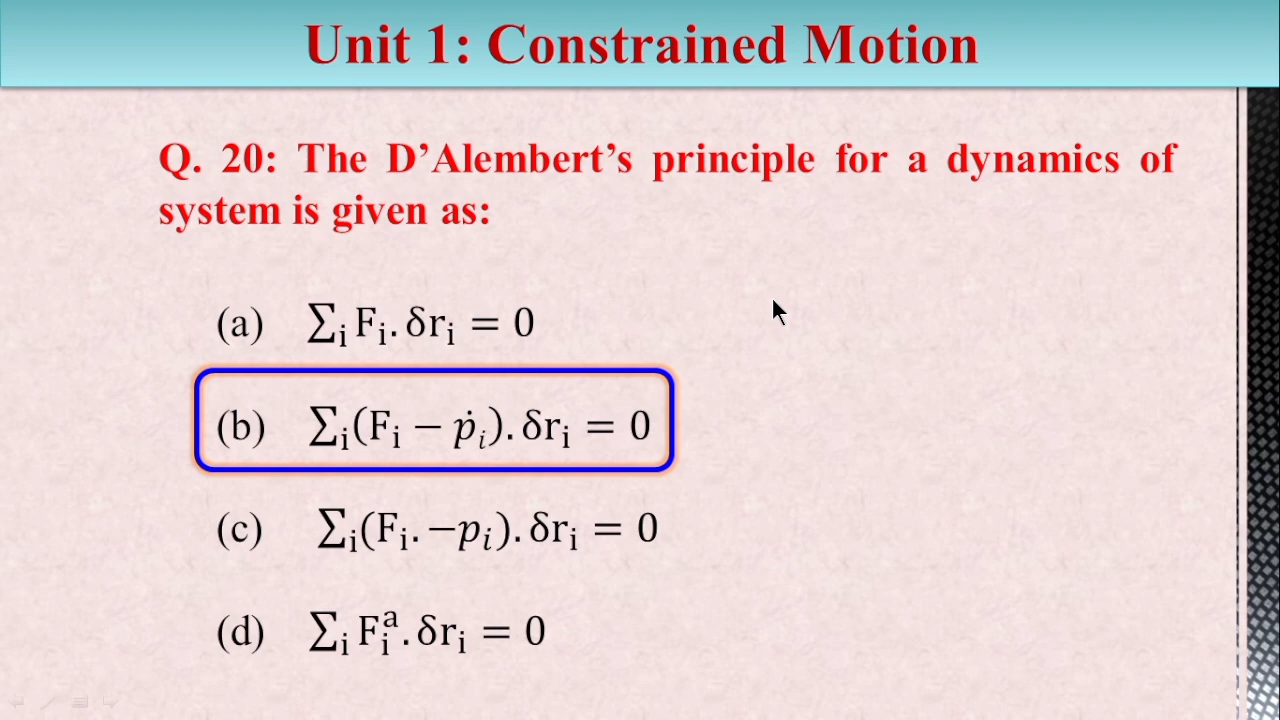 Unit 1: Constrained Motion
Q. 20: The D’Alembert’s principle for a dynamics of
system is given as:
(a) ∑ᵢ Fᵢ. δrᵢ = 0
(b) ∑ᵢ(Fᵢ − ṗᵢ). δrᵢ = 0
(c) ∑ᵢ(Fᵢ. −pᵢ). δrᵢ = 0
(d) ∑ᵢ Fᵢᵃ. δrᵢ = 0